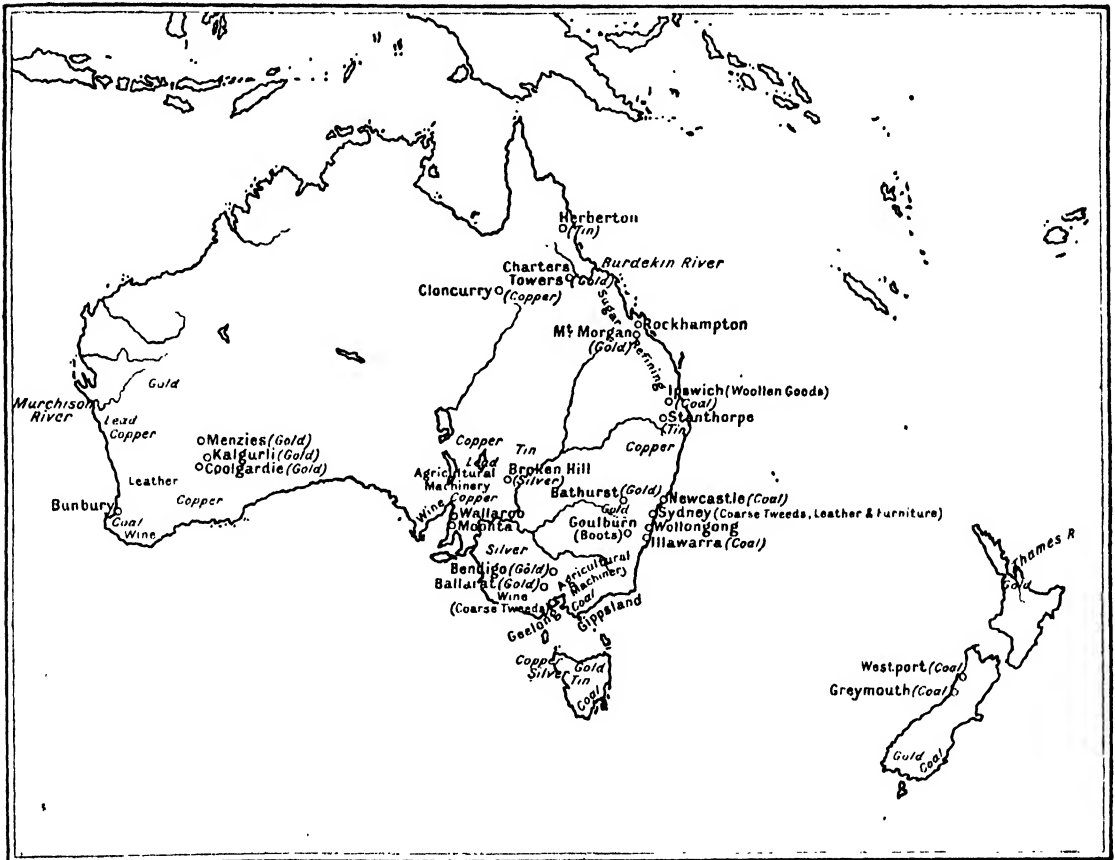 Herberton
(Tin)
Burdekin River
Charters
Towers (Gold)
Cloncurry (Copper)
Sugar Refining
Rockhampton
Mt. Morgan
(Gold)
Gold
Murchison
River
Lead
Copper
Ipswich (Woollen Goods)
(Coal)
Stanthorpe
(Tin)
Copper
Menzies (Gold)
Kalgurli (Gold)
Coolgardie (Gold)
Leather
Copper
Bunbury
Coal
Wine
Copper
Tin
Lead
Agricultural
Machinery
Broken Hill
(Silver)
Copper
Wine
Wallaroo
Moonta
Bathurst (Gold)
Gold
Goulburn
(Boots)
Newcastle (Coal)
Sydney (Coarse Tweeds, Leather & Furniture)
Wollongong
Illawarra (Coal)
Silver
Bendigo (Gold)
Ballarat (Gold)
Wine
(Coarse Tweeds)
Agricultural
Machinery
Coal
Geelong
Gippsland
Copper
Silver
Gold
Tin
Coal
Thames R
Gold
Westport (Coal)
Greymouth (Coal)
Gold
Coal